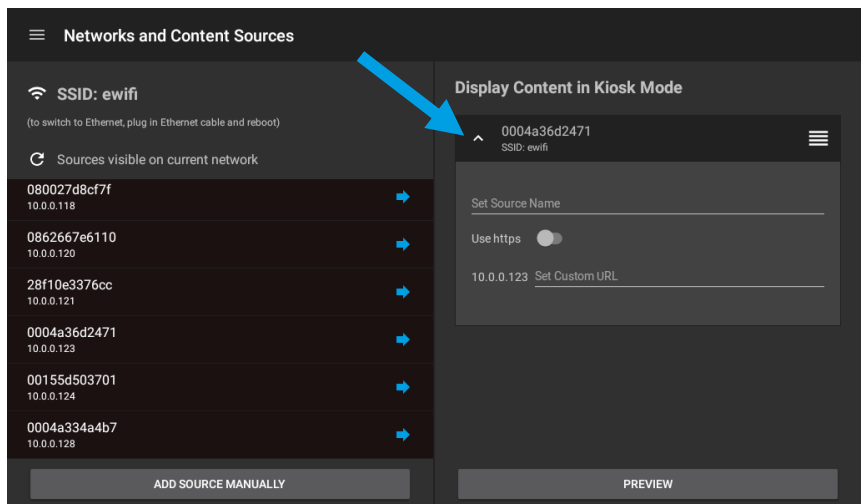 Networks and Content Sources
SSID: ewifi
(to switch to Ethernet, plug in Ethernet cable and reboot)
Sources visible on current network
080027d8cf7f
10.0.0.118
0862667e6110
10.0.0.120
28f10e3376cc
10.0.0.121
0004a36d2471
10.0.0.123
00155d503701
10.0.0.124
0004a334a4b7
10.0.0.128
ADD SOURCE MANUALLY
Display Content in Kiosk Mode
0004a36d2471
SSID: ewifi
Set Source Name
Use https
10.0.0.123 Set Custom URL
PREVIEW